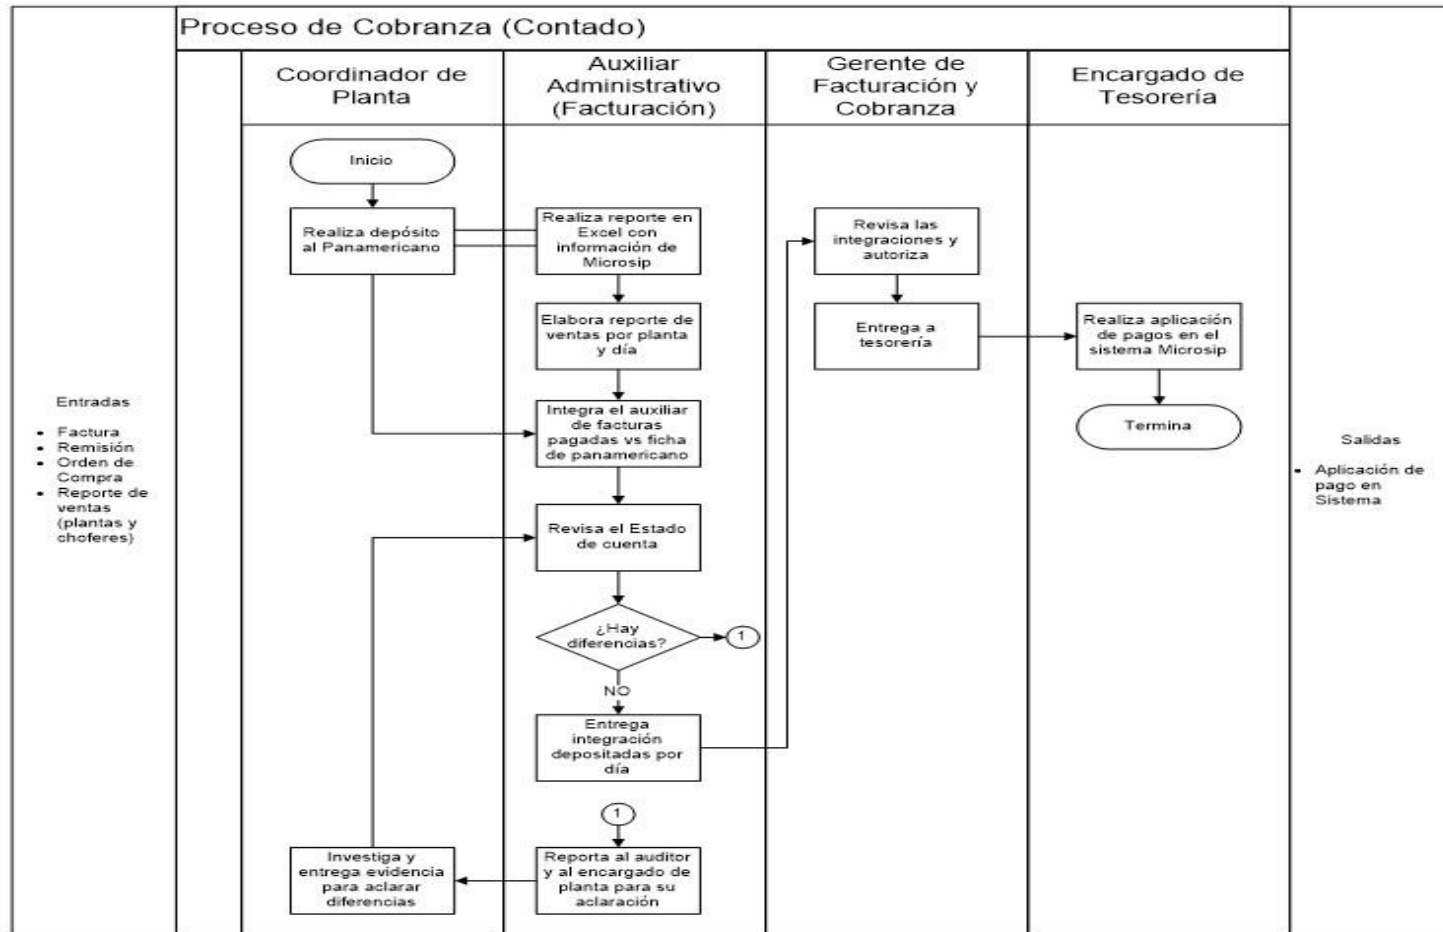 Proceso de Cobranza (Contado)
Coordinador de
Planta
Auxiliar
Administrativo
(Facturación)
Gerente de
Facturación y
Cobranza
Encargado de
Tesorería
Entradas
• Factura
• Remisión
• Orden de
Compra
• Reporte de
ventas
(plantas y
choferes)
Inicio
Realiza depósito
al Panamericano
Realiza reporte en
Excel con
información de
Microsip
Elabora reporte de
ventas por planta
y día
Integra el auxiliar
de facturas
pagadas vs ficha
de panamericano
Revisa el Estado
de cuenta
¿Hay
diferencias?
1
NO
Entrega
integración
depositadas por
día
1
Reporta al auditor
y al encargado de
planta para su
aclaración
Investiga y
entrega evidencia
para aclarar
diferencias
Revisa las
integraciones y
autoriza
Entrega a
tesorería
Realiza aplicación
de pagos en el
sistema Microsip
Termina
Salidas
• Aplicación de
pago en
Sistema